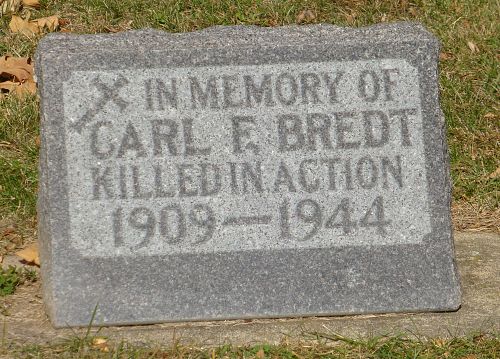 IN MEMORY OF
CARL F. BREDT
KILLED IN ACTION
1909—1944